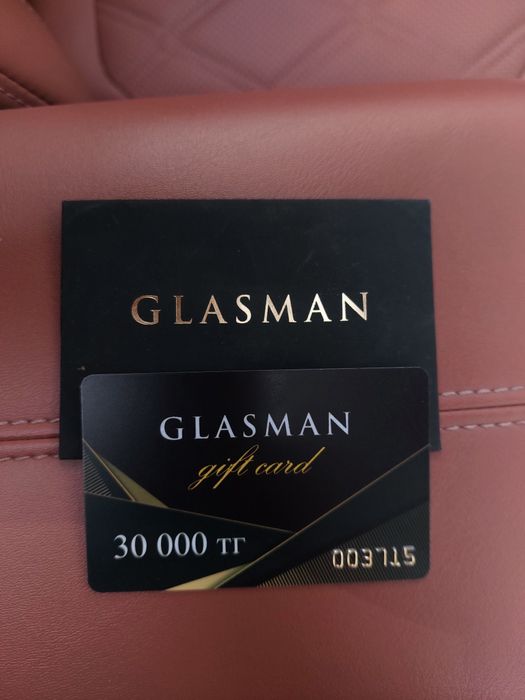 GLASMAN
GLASMAN
gift card
30 000 тг
003715